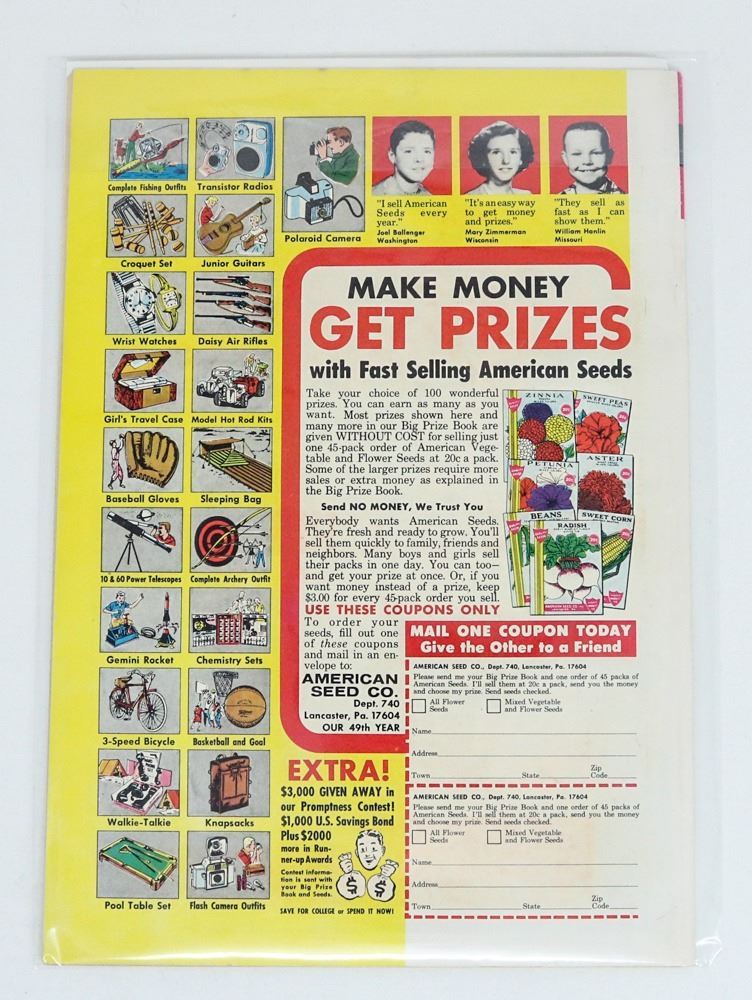 Complete Fishing Outfits
Transistor Radios
Croquet Set
Junior Guitars
Wrist Watches
Daisy Air Rifles
Girl's Travel Case
Model Hot Rod Kits
Baseball Gloves
Sleeping Bag
10 & 60 Power Telescopes
Complete Archery Outfit
Gemini Rocket
Chemistry Sets
3-Speed Bicycle
Basketball and Goal
Walkie-Talkie
Knapsacks
Pool Table Set
Flash Camera Outfits
Polaroid Camera
"I sell American
Seeds every
year."
Joel Ballenger
Washington
"It's an easy way
to get money
and prizes."
Mary Zimmerman
Wisconsin
"They sell as
fast as I can
show them."
William Hanlin
Missouri
MAKE MONEY
GET PRIZES
with Fast Selling American Seeds
Take your choice of 100 wonderful
prizes. You can earn as many as you
want. Most prizes shown here and
many more in our Big Prize Book are
given WITHOUT COST for selling just
one 45-pack order of American Vege-
table and Flower Seeds at 20c a pack.
Some of the larger prizes require more
sales or extra money as explained in
the Big Prize Book.
Send NO MONEY, We Trust You
Everybody wants American Seeds.
They're fresh and ready to grow. You'll
sell them quickly to family, friends and
neighbors. Many boys and girls sell
their packs in one day. You can too—
and get your prize at once. Or, if you
want money instead of a prize, keep
$3.00 for every 45-pack order you sell.
USE THESE COUPONS ONLY
To order your
seeds, fill out one
of these coupons
and mail in an en-
velope to:
AMERICAN
SEED CO.
Dept. 740
Lancaster, Pa. 17604
OUR 49th YEAR
ZINNIA
SWEET PEAS
PETUNIA
ASTER
BEANS
SWEET CORN
RADISH
MAIL ONE COUPON TODAY
Give the Other to a Friend
AMERICAN SEED CO., Dept. 740, Lancaster, Pa. 17604
Please send me your Big Prize Book and one order of 45 packs of
American Seeds. I'll sell them at 20c a pack, send you the money
and choose my prize. Send seeds checked.
All Flower
Seeds
Mixed Vegetable
and Flower Seeds
Name
Address
Town State Zip Code
AMERICAN SEED CO., Dept. 740, Lancaster, Pa. 17604
Please send me your Big Prize Book and one order of 45 packs of
American Seeds. I'll sell them at 20c a pack, send you the money
and choose my prize. Send seeds checked.
All Flower
Seeds
Mixed Vegetable
and Flower Seeds
Name
Address
Town State Zip Code
EXTRA!
$3,000 GIVEN AWAY in
our Promptness Contest!
$1,000 U.S. Savings Bond
Plus $2000
more in Run-
ner-up Awards
Contest informa-
tion is sent with
your Big Prize
Book and Seeds.
$ $
SAVE FOR COLLEGE or SPEND IT NOW!